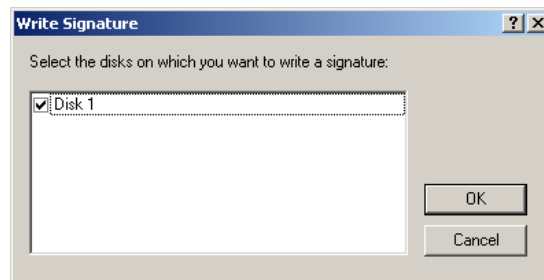 Write Signature
Select the disks on which you want to write a signature:
Disk 1
OK
Cancel